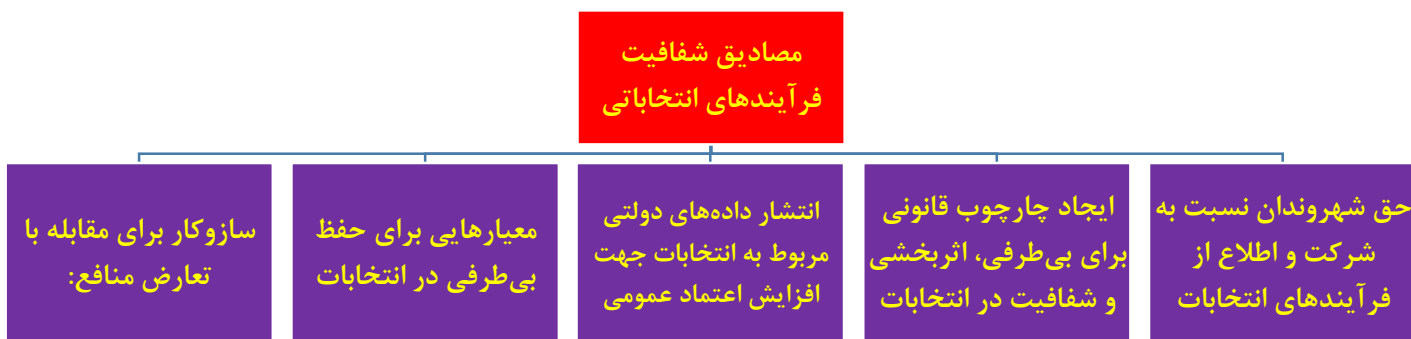 مصادیق شفافیت
فرآیندهای انتخاباتی
حق شهروندان نسبت به
شرکت و اطلاع از
فرآیندهای انتخابات
ایجاد چارچوب قانونی
برای بی‌طرفی، اثربخشی
و شفافیت در انتخابات
انتشار داده‌های دولتی
مربوط به انتخابات جهت
افزایش اعتماد عمومی
معیارهایی برای حفظ
بی‌طرفی در انتخابات
سازوکار برای مقابله با
تعارض منافع: